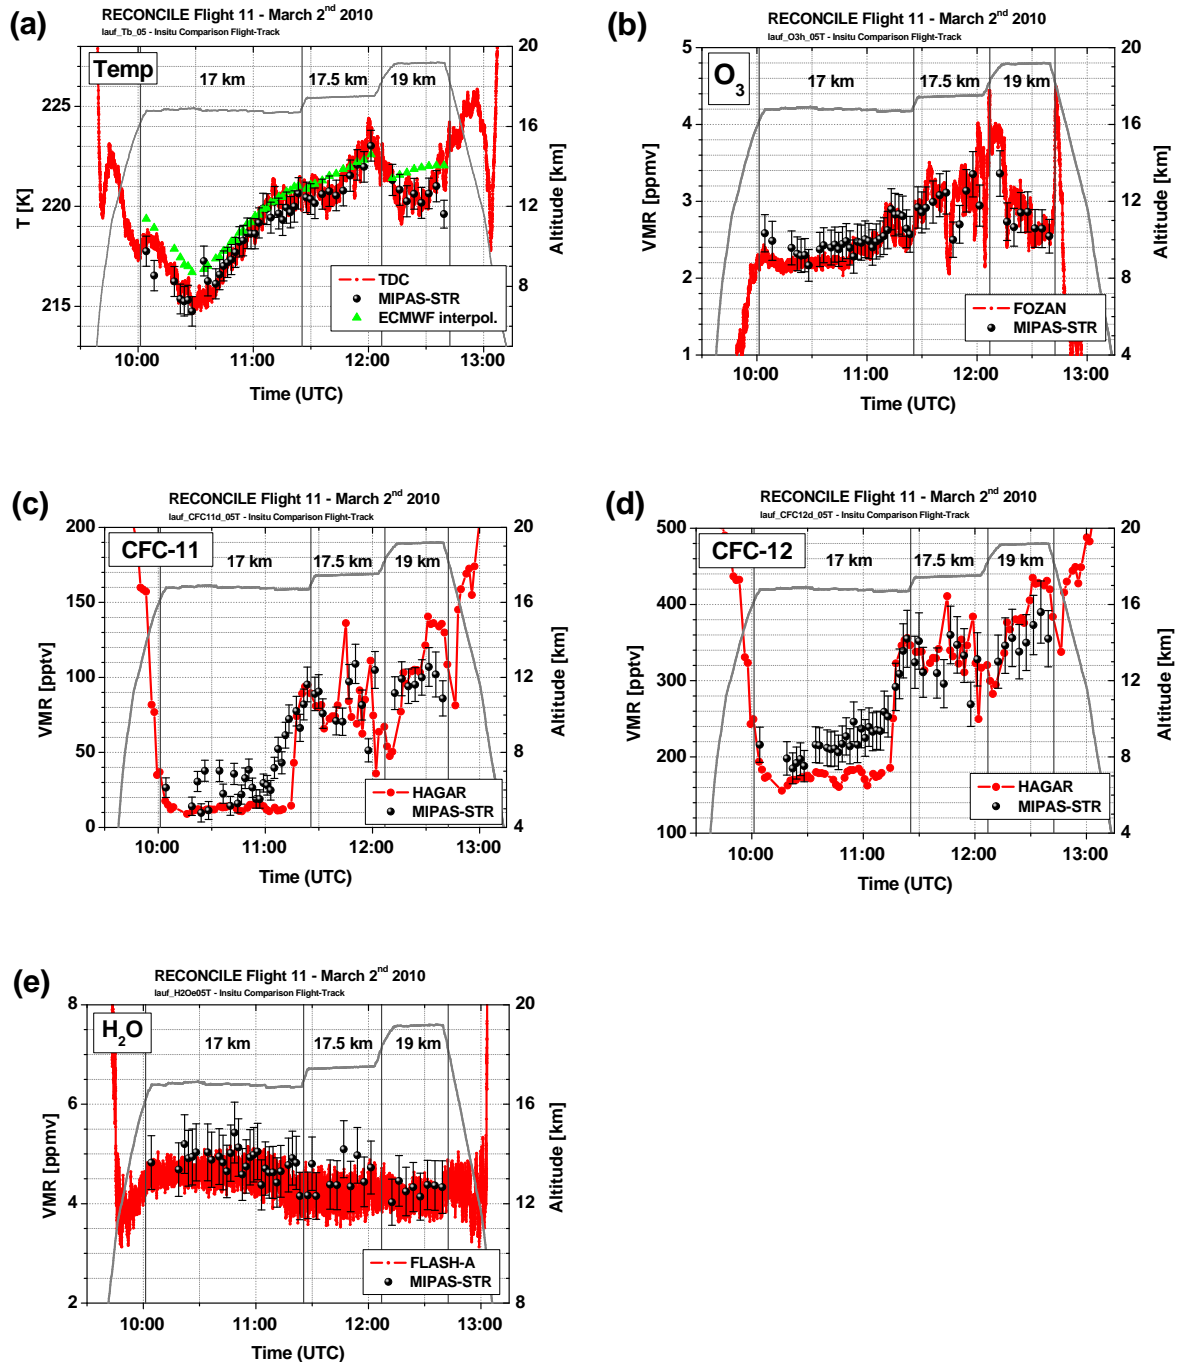 (a)
RECONCILE Flight 11 - March 2nd 2010
lauf_Tb_05 - Insitu Comparison Flight-Track
Temp
17 km
17.5 km
19 km
225
220
215
T [K]
20
16
12
8
Altitude [km]
TDC
MIPAS-STR
ECMWF interpol.
10:00 11:00 12:00 13:00
Time (UTC)
(b)
RECONCILE Flight 11 - March 2nd 2010
lauf_O3h_05T - Insitu Comparison Flight-Track
O3
17 km
17.5 km
19 km
5
4
3
2
1
VMR [ppmv]
20
16
12
8
4
Altitude [km]
FOZAN
MIPAS-STR
10:00 11:00 12:00 13:00
Time (UTC)
(c)
RECONCILE Flight 11 - March 2nd 2010
lauf_CFC11d_05T - Insitu Comparison Flight-Track
CFC-11
17 km
17.5 km
19 km
200
150
100
50
0
VMR [pptv]
20
16
12
8
4
Altitude [km]
HAGAR
MIPAS-STR
10:00 11:00 12:00 13:00
Time (UTC)
(d)
RECONCILE Flight 11 - March 2nd 2010
lauf_CFC12d_05T - Insitu Comparison Flight-Track
CFC-12
17 km
17.5 km
19 km
500
400
300
200
100
VMR [pptv]
20
16
12
8
4
Altitude [km]
HAGAR
MIPAS-STR
10:00 11:00 12:00 13:00
Time (UTC)
(e)
RECONCILE Flight 11 - March 2nd 2010
lauf_H2Oe05T - Insitu Comparison Flight-Track
H2O
17 km
17.5 km
19 km
8
6
4
2
VMR [ppmv]
20
16
12
8
Altitude [km]
FLASH-A
MIPAS-STR
10:00 11:00 12:00 13:00
Time (UTC)